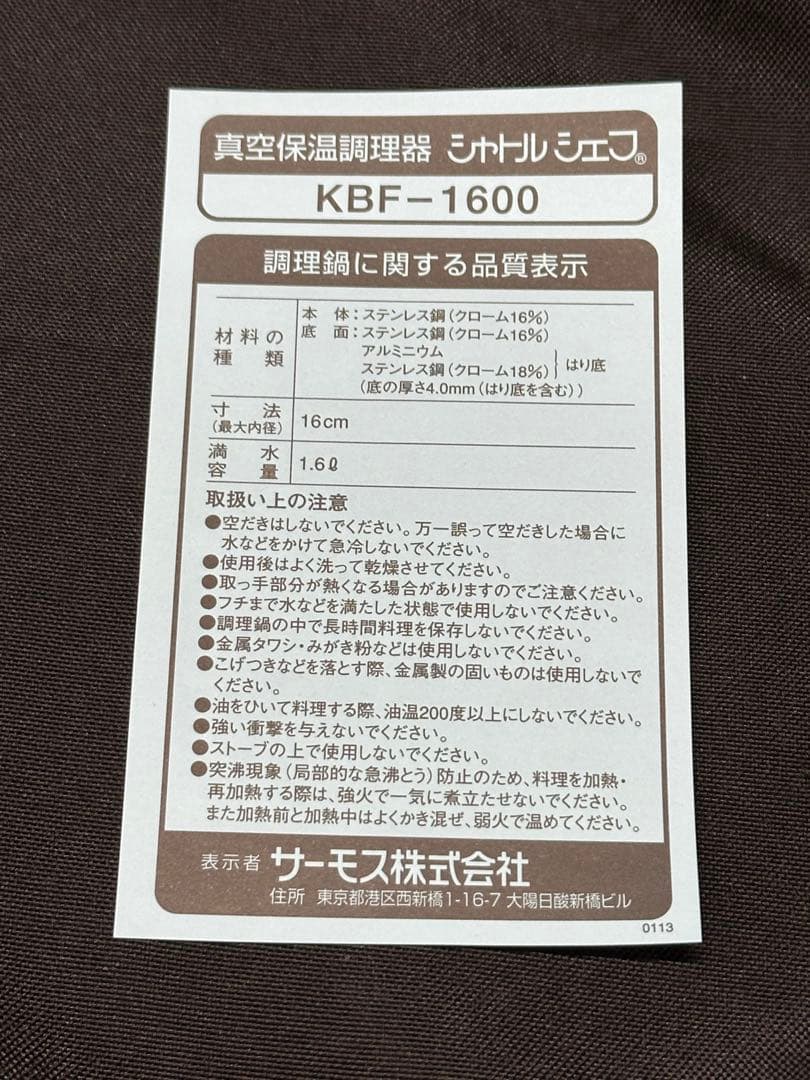 真空保温調理器 シャトルシェフ®
KBF-1600
調理鍋に関する品質表示
材料の種類
本体：ステンレス鋼(クローム16%)
底面：ステンレス鋼(クローム16%)
アルミニウム
ステンレス鋼(クローム18%)
はり底
(底の厚さ4.0mm(はり底を含む))
寸法
(最大内径)
16cm
満水容量
1.6ℓ
取扱い上の注意
●空だきはしないでください。万一誤って空だきした場合に
水などをかけて急冷しないでください。
●使用後はよく洗って乾燥させてください。
●取っ手部分が熱くなる場合がありますのでご注意ください。
●フチまで水などを満たした状態で使用しないでください。
●調理鍋の中で長時間料理を保存しないでください。
●金属タワシ・みがき粉などは使用しないでください。
●こげつきなどを落とす際、金属製の固いものは使用しないで
ください。
●油をひいて料理する際、油温200度以上にしないでください。
●強い衝撃を与えないでください。
●ストーブの上で使用しないでください。
●突沸現象(局部的な急沸とう)防止のため、料理を加熱・
再加熱する際は、強火で一気に煮立たせないでください。
また加熱前と加熱中はよくかき混ぜ、弱火で温めてください。
表示者 サーモス株式会社
住所 東京都港区西新橋1-16-7 大陽日酸新橋ビル
0113